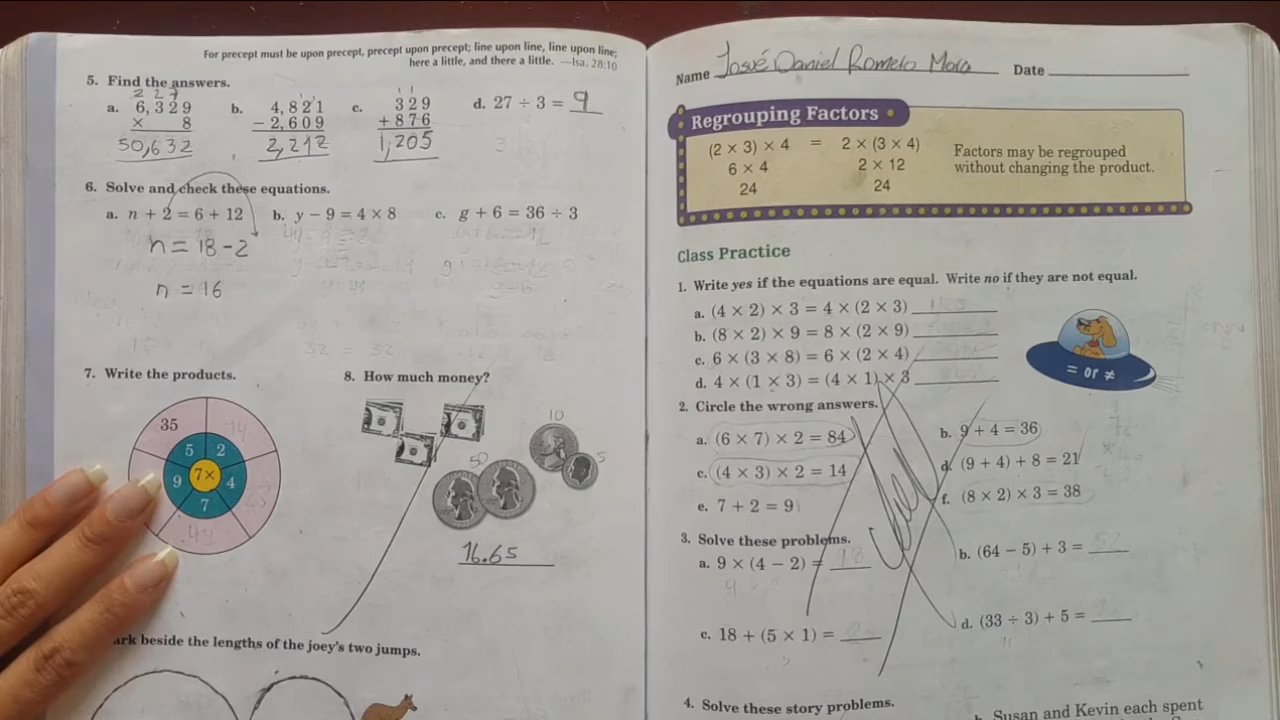 For precept must be upon precept, precept upon precept; line upon line, line upon line;
here a little, and there a little. —Isa. 28:10
5. Find the answers.
2 2 7
a. 6,329
× 8
50,632
b. 4,821
− 2,609
2,212
1 1
c. 329
+ 876
1,205
d. 27 ÷ 3 = 9
6. Solve and check these equations.
a. n + 2 = 6 + 12
n = 18 - 2
n = 16
b. y − 9 = 4 × 8
c. g + 6 = 36 ÷ 3
7. Write the products.
35
5 2
9 7× 4
7
8. How much money?
10
50 5
16.65
ark beside the lengths of the joey's two jumps.
Name Josué Daniel Romero Mora Date
Regrouping Factors
(2 × 3) × 4 = 2 × (3 × 4)
6 × 4 2 × 12
24 24
Factors may be regrouped
without changing the product.
Class Practice
1. Write yes if the equations are equal. Write no if they are not equal.
a. (4 × 2) × 3 = 4 × (2 × 3)
b. (8 × 2) × 9 = 8 × (2 × 9)
c. 6 × (3 × 8) = 6 × (2 × 4)
d. 4 × (1 × 3) = (4 × 1) × 3
= or ≠
2. Circle the wrong answers.
a. (6 × 7) × 2 = 84
b. 9 + 4 = 36
c. (4 × 3) × 2 = 14
d. (9 + 4) + 8 = 21
e. 7 + 2 = 9
f. (8 × 2) × 3 = 38
3. Solve these problems.
a. 9 × (4 − 2) = 18
b. (64 − 5) + 3 =
c. 18 + (5 × 1) =
d. (33 ÷ 3) + 5 =
4. Solve these story problems.
b. Susan and Kevin each spent